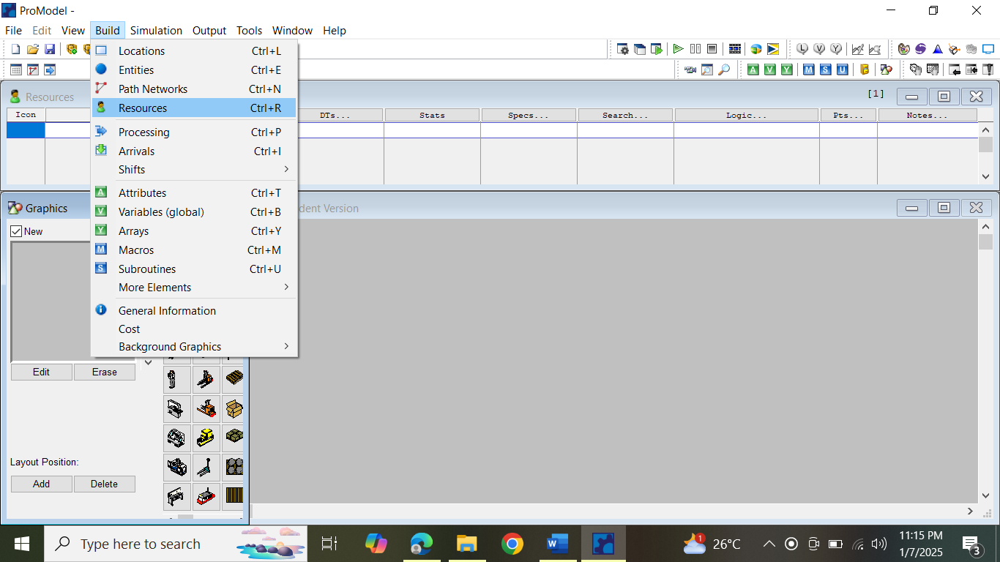 ProModel -
File Edit View Build Simulation Output Tools Window Help
Locations Ctrl+L
Entities Ctrl+E
Path Networks Ctrl+N
Resources Ctrl+R
Processing Ctrl+P
Arrivals Ctrl+I
Shifts
Attributes Ctrl+T
Variables (global) Ctrl+B
Arrays Ctrl+Y
Macros Ctrl+M
Subroutines Ctrl+U
More Elements
General Information
Cost
Background Graphics
L V V
A V Y M S U
Resources [1]
Icon DTs... Stats Specs... Search... Logic... Pts... Notes...
Graphics
dent Version
New
Edit Erase
Layout Position:
Add Delete
Type here to search
1
26°C
11:15 PM
1/7/2025
3